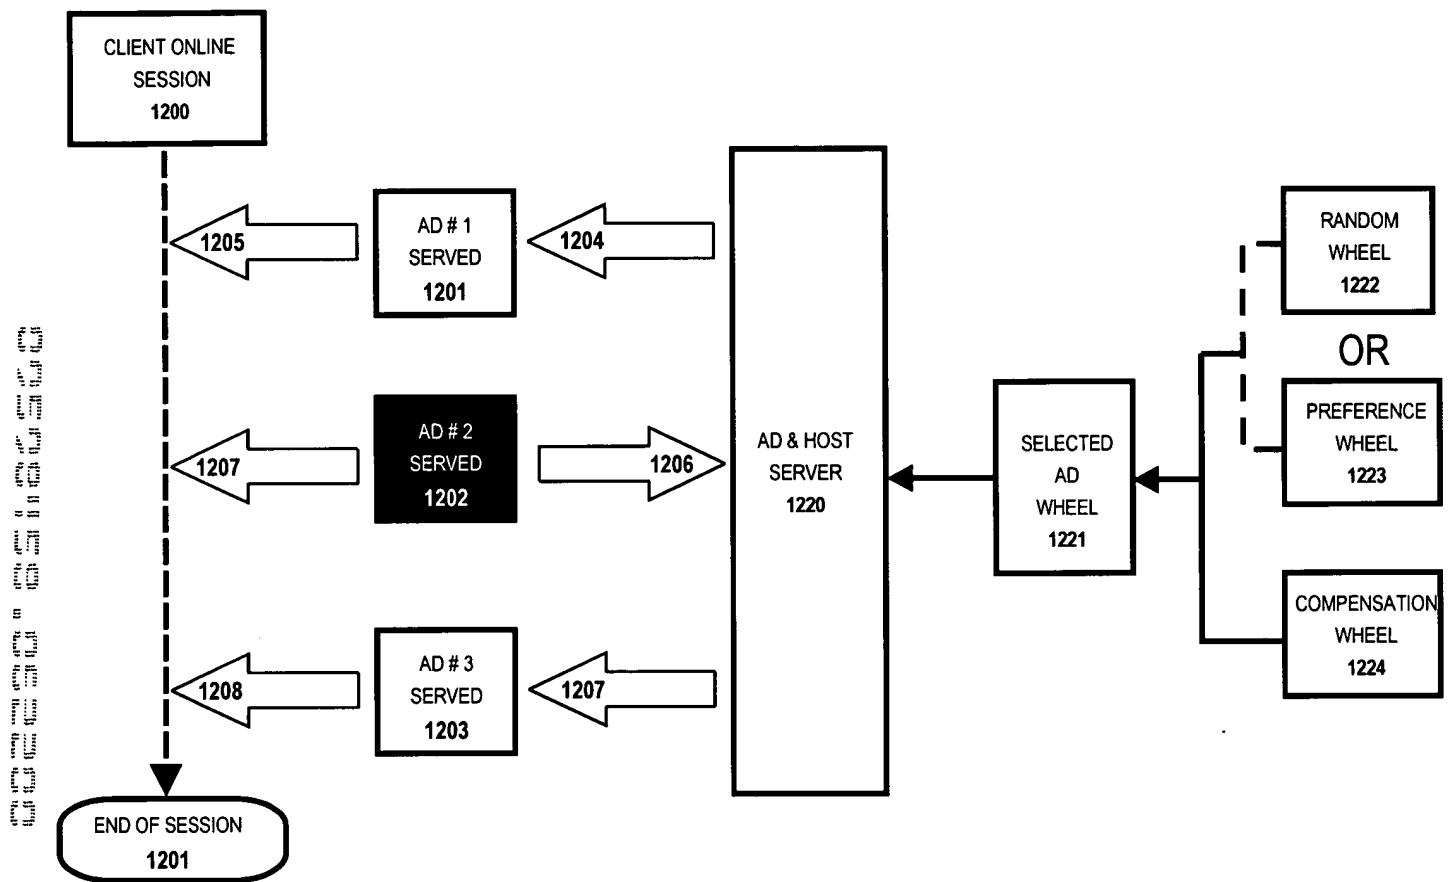 CLIENT ONLINE
SESSION
1200
AD # 1
SERVED
1201
1205
1204
AD # 2
SERVED
1202
1207
1206
AD # 3
SERVED
1203
1208
1207
END OF SESSION
1201
AD & HOST
SERVER
1220
SELECTED
AD
WHEEL
1221
RANDOM
WHEEL
1222
OR
PREFERENCE
WHEEL
1223
COMPENSATION
WHEEL
1224